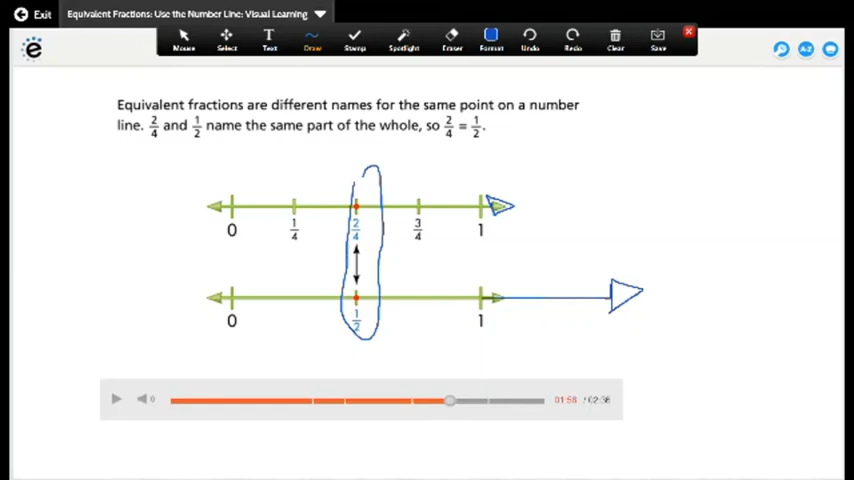 Exit
Equivalent Fractions: Use the Number Line: Visual Learning
Mouse Select Text Draw Stamp Spotlight Eraser Format Undo Redo Clear Save
e
A-Z
Equivalent fractions are different names for the same point on a number
line. 2/4 and 1/2 name the same part of the whole, so 2/4 = 1/2.
0 1/4 2/4 3/4 1
0 1/2 1
01:56 / 02:36